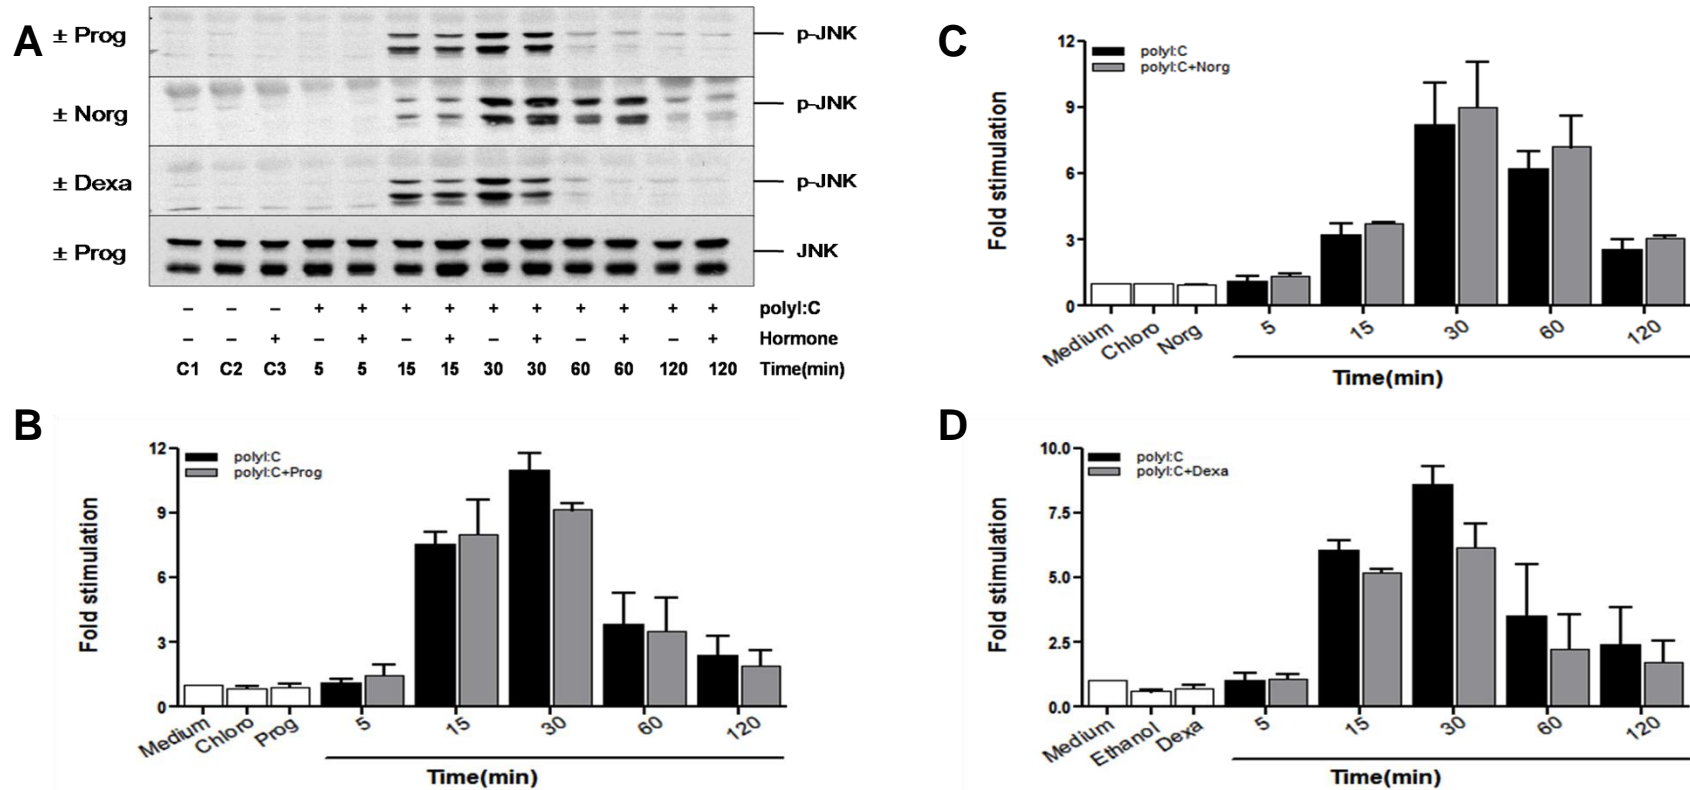 A
± Prog
p-JNK
± Norg
p-JNK
± Dexa
p-JNK
± Prog
JNK
– – – + + + + + + + + + + polyI:C
– – + – + – + – + – + – + Hormone
C1 C2 C3 5 5 15 15 30 30 60 60 120 120 Time(min)
C
polyI:C
polyI:C+Norg
Fold stimulation
12
9
6
3
0
Medium Chloro Norg 5 15 30 60 120
Time(min)
B
polyI:C
polyI:C+Prog
Fold stimulation
12
9
6
3
0
Medium Chloro Prog 5 15 30 60 120
Time(min)
D
polyI:C
polyI:C+Dexa
Fold stimulation
10.0
7.5
5.0
2.5
0.0
Medium Ethanol Dexa 5 15 30 60 120
Time(min)